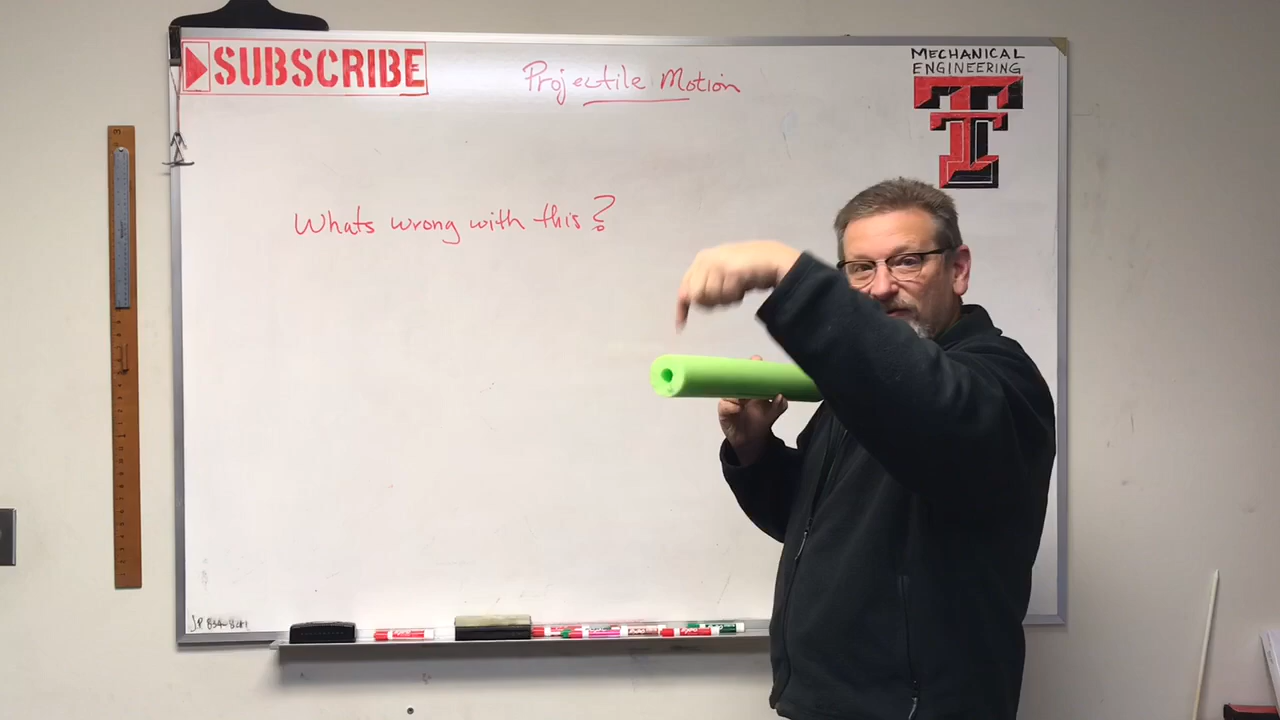 SUBSCRIBE
Projectile Motion
MECHANICAL
ENGINEERING
Whats wrong with this?